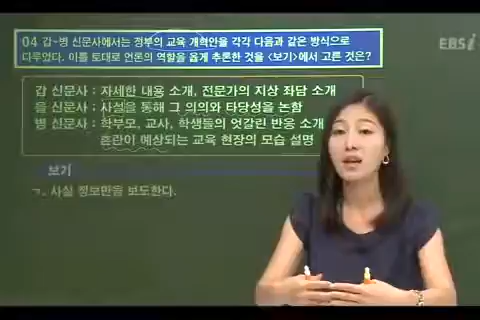 04 갑~병 신문사에서는 정부의 교육 개혁안을 각각 다음과 같은 방식으로
다루었다. 이를 토대로 언론의 역할을 옳게 추론한 것을 <보기>에서 고른 것은?
EBSi
갑 신문사 : 자세한 내용 소개, 전문가의 지상 좌담 소개
을 신문사 : 사설을 통해 그 의의와 타당성을 논함
병 신문사 : 학부모, 교사, 학생들의 엇갈린 반응 소개
혼란이 예상되는 교육 현장의 모습 설명
보기
ㄱ. 사실 정보만을 보도한다.